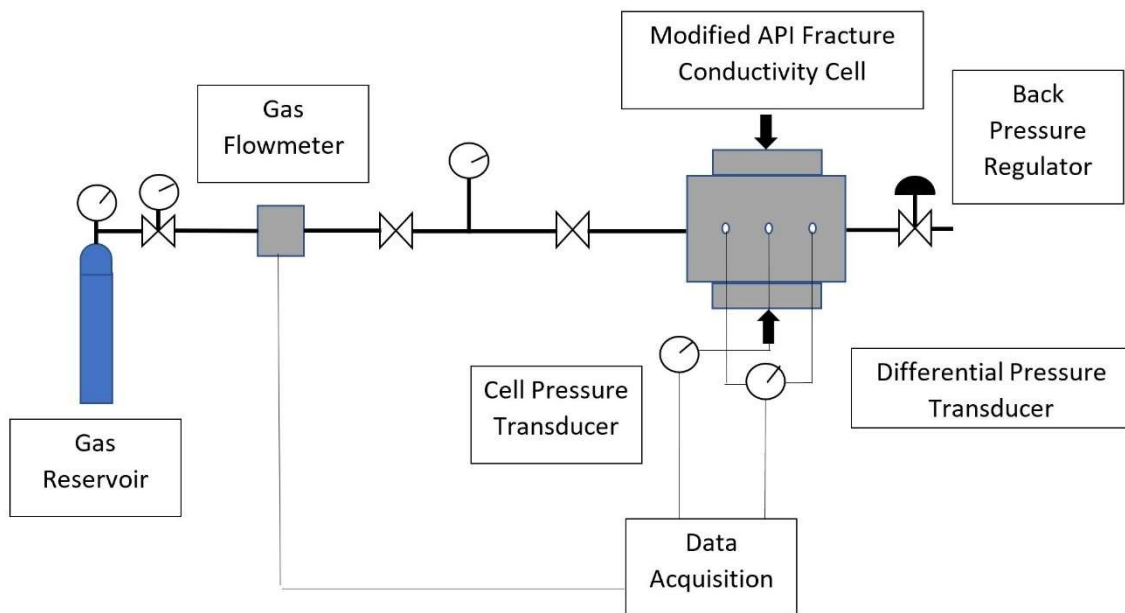 Modified API Fracture
Conductivity Cell
Gas
Flowmeter
Back
Pressure
Regulator
Cell Pressure
Transducer
Differential Pressure
Transducer
Gas
Reservoir
Data
Acquisition